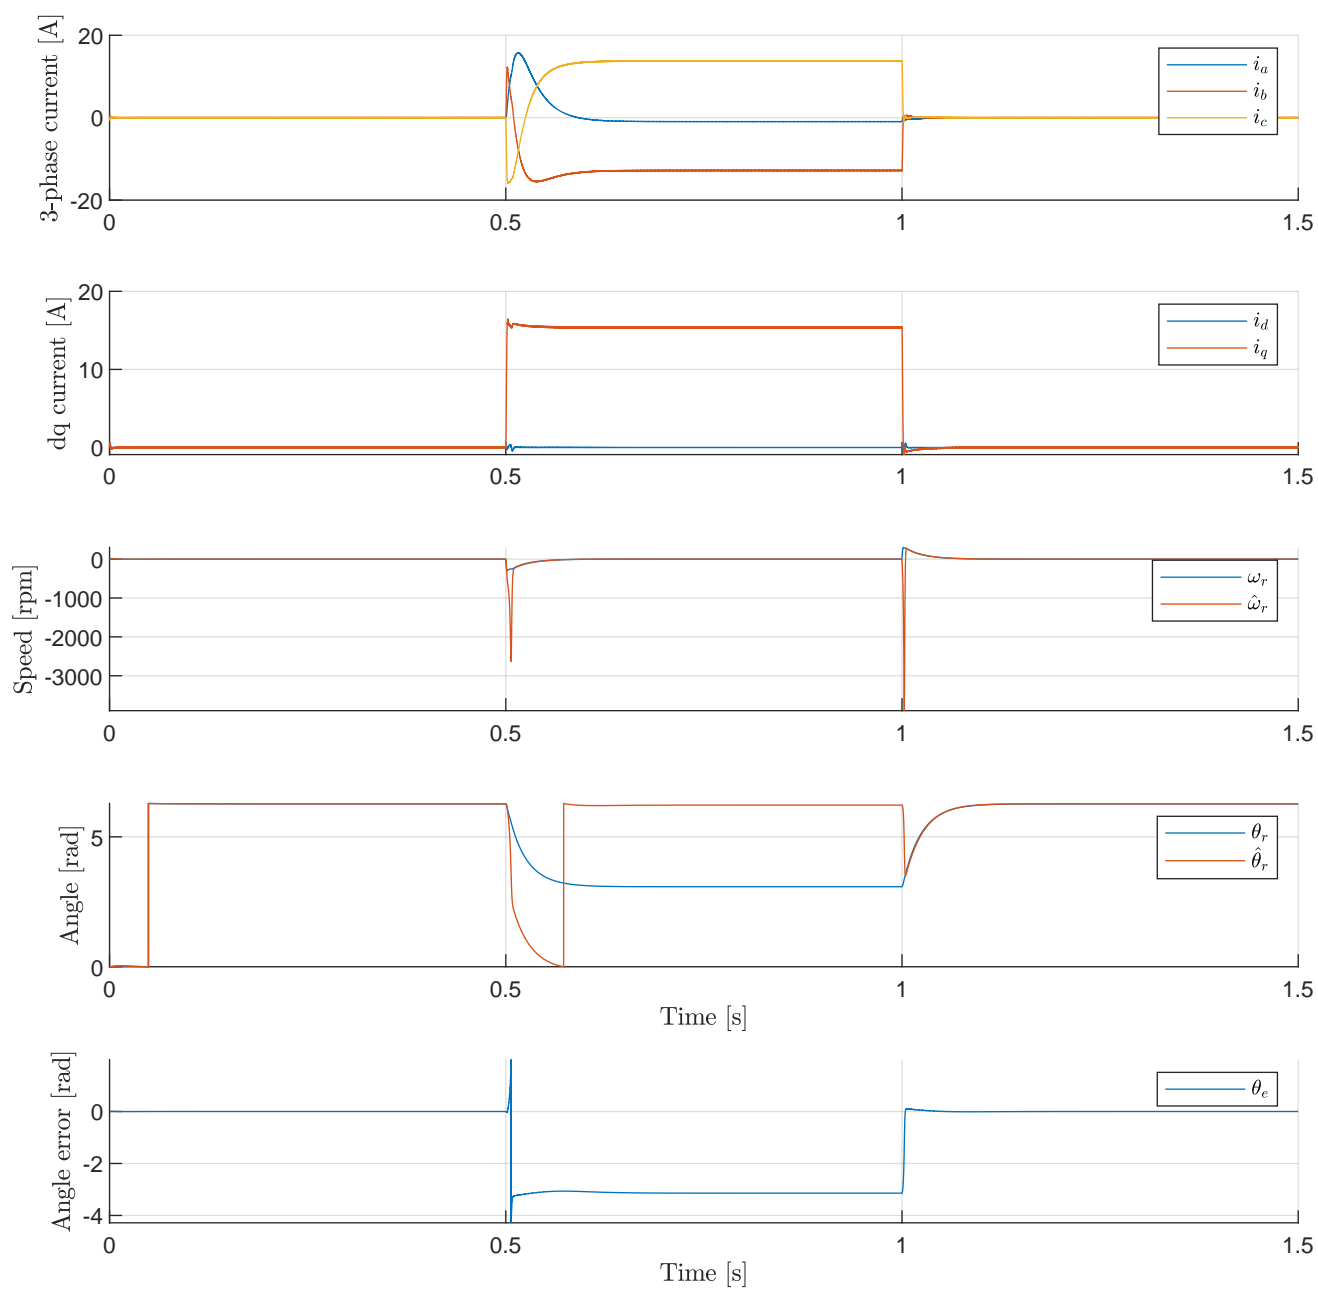 3-phase current [A]
20
0
-20
0
0.5
1
1.5
i_a
i_b
i_c
dq current [A]
20
10
0
0
0.5
1
1.5
i_d
i_q
Speed [rpm]
0
-1000
-2000
-3000
0
0.5
1
1.5
ω_r
ω̂_r
Angle [rad]
5
0
0
0.5
1
1.5
Time [s]
θ_r
θ̂_r
Angle error [rad]
0
-2
-4
0
0.5
1
1.5
Time [s]
θ_e